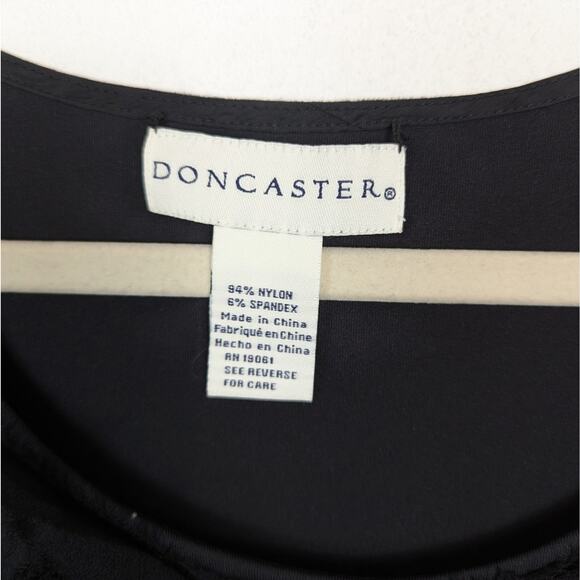 DONCASTER®
94% NYLON
6% SPANDEX
Made in China
Fabriqué en Chine
Hecho en China
RN 19061
SEE REVERSE
FOR CARE